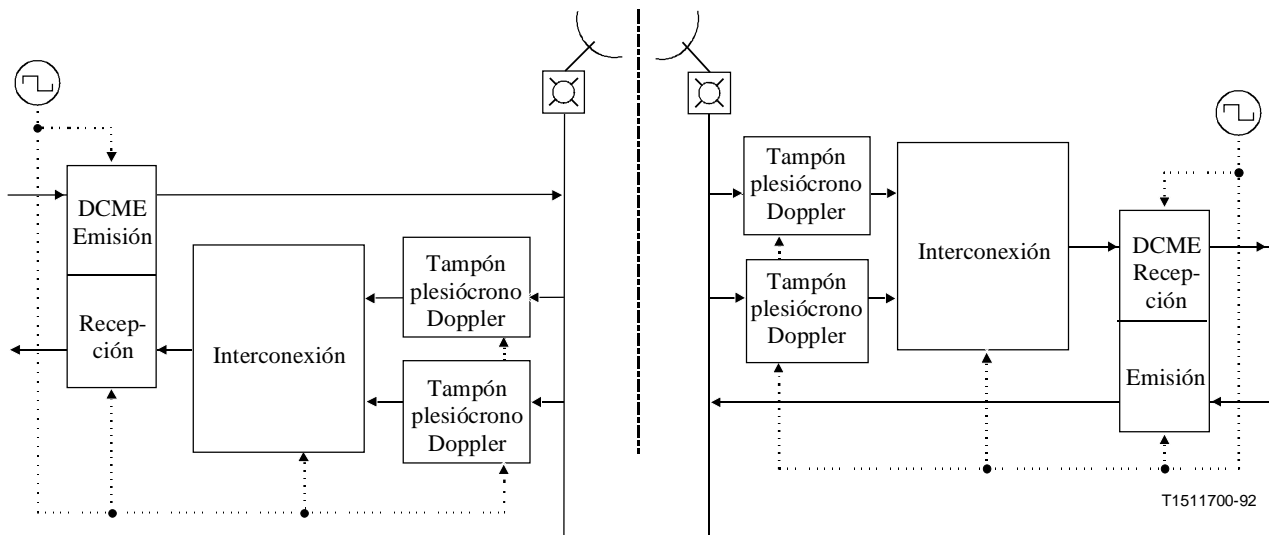 DCME
Emisión
Recep-
ción
Interconexión
Tampón
plesiócrono
Doppler
Tampón
plesiócrono
Doppler
Tampón
plesiócrono
Doppler
Tampón
plesiócrono
Doppler
Interconexión
DCME
Recep-
ción
Emisión
T1511700-92